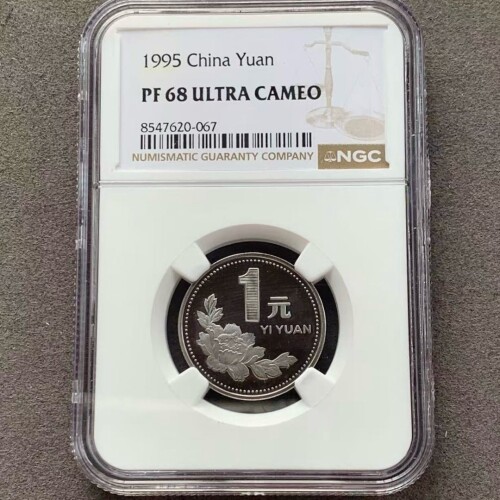 1995 China Yuan
PF 68 ULTRA CAMEO
8547620-067
NUMISMATIC GUARANTY COMPANY
NGC
1元
YI YUAN